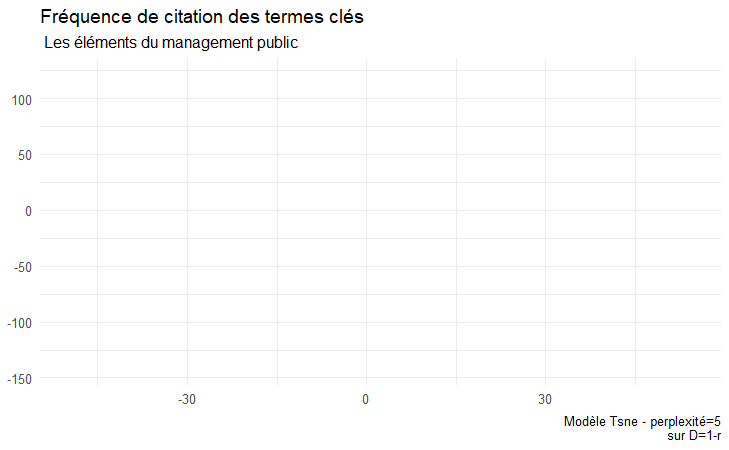 Fréquence de citation des termes clés
Les éléments du management public
100
50
0
-50
-100
-150
-30
0
30
Modèle Tsne - perplexité=5
sur D=1-r